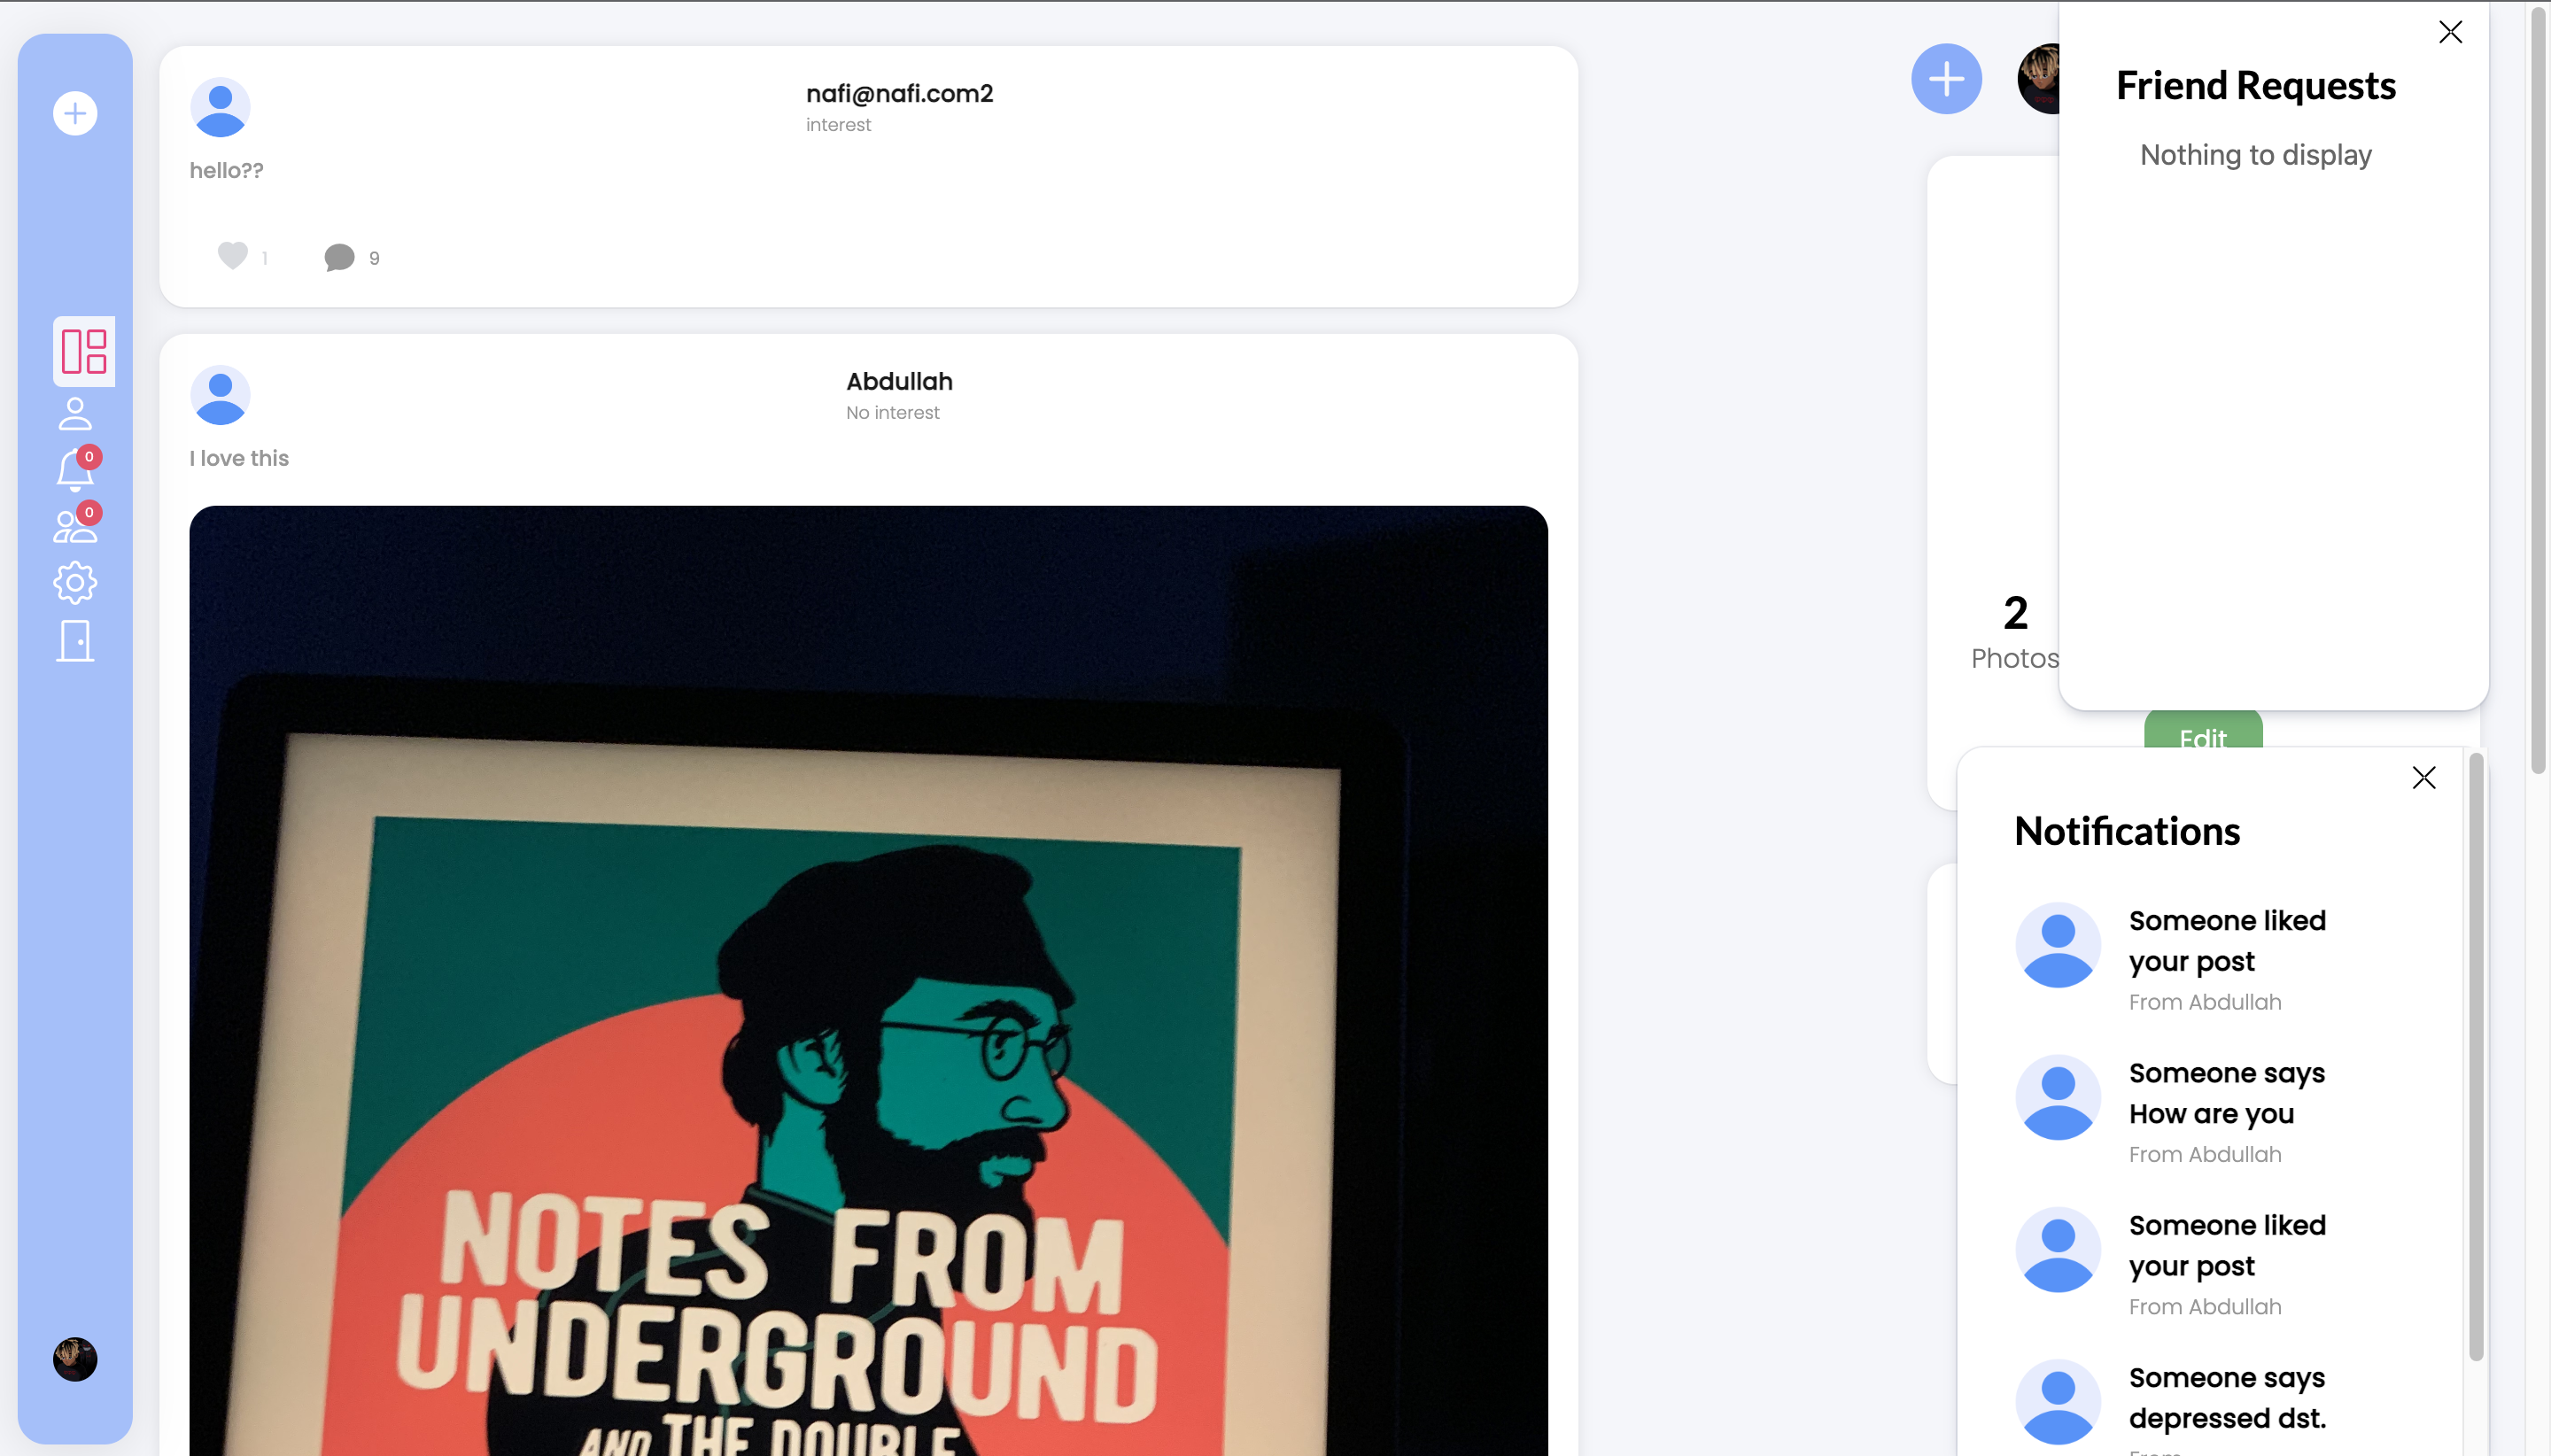 nafi@nafi.com2
interest
hello??
1
9
Abdullah
No interest
I love this
NOTES FROM
UNDERGROUND
AND THE DOUBLE
0
0
Friend Requests
Nothing to display
2
Photos
Edit
Notifications
Someone liked
your post
From Abdullah
Someone says
How are you
From Abdullah
Someone liked
your post
From Abdullah
Someone says
depressed dst.
From